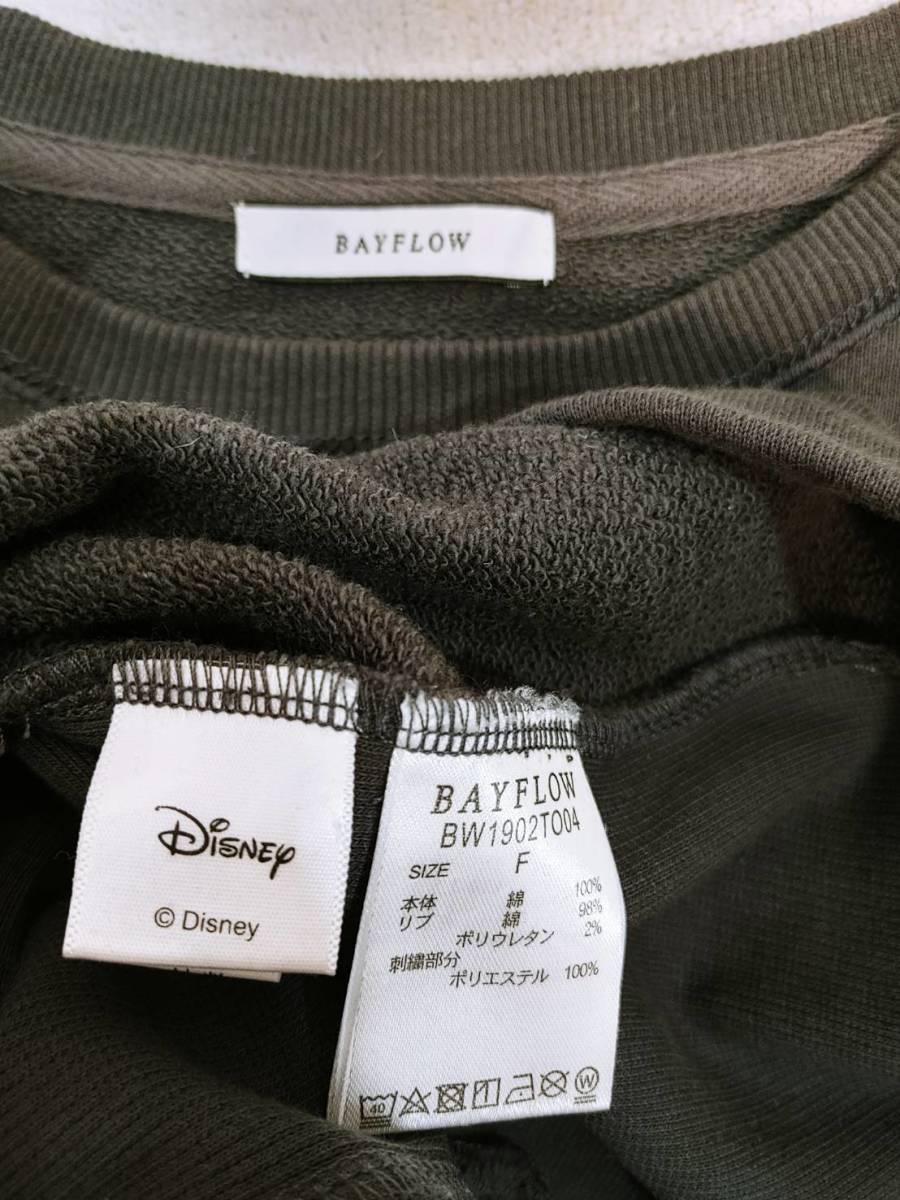 BAYFLOW
Disney
© Disney
BAYFLOW
BW1902T004
SIZE F
本体 綿 100%
リブ 綿 98%
ポリウレタン 2%
刺繍部分
ポリエステル 100%
40
W